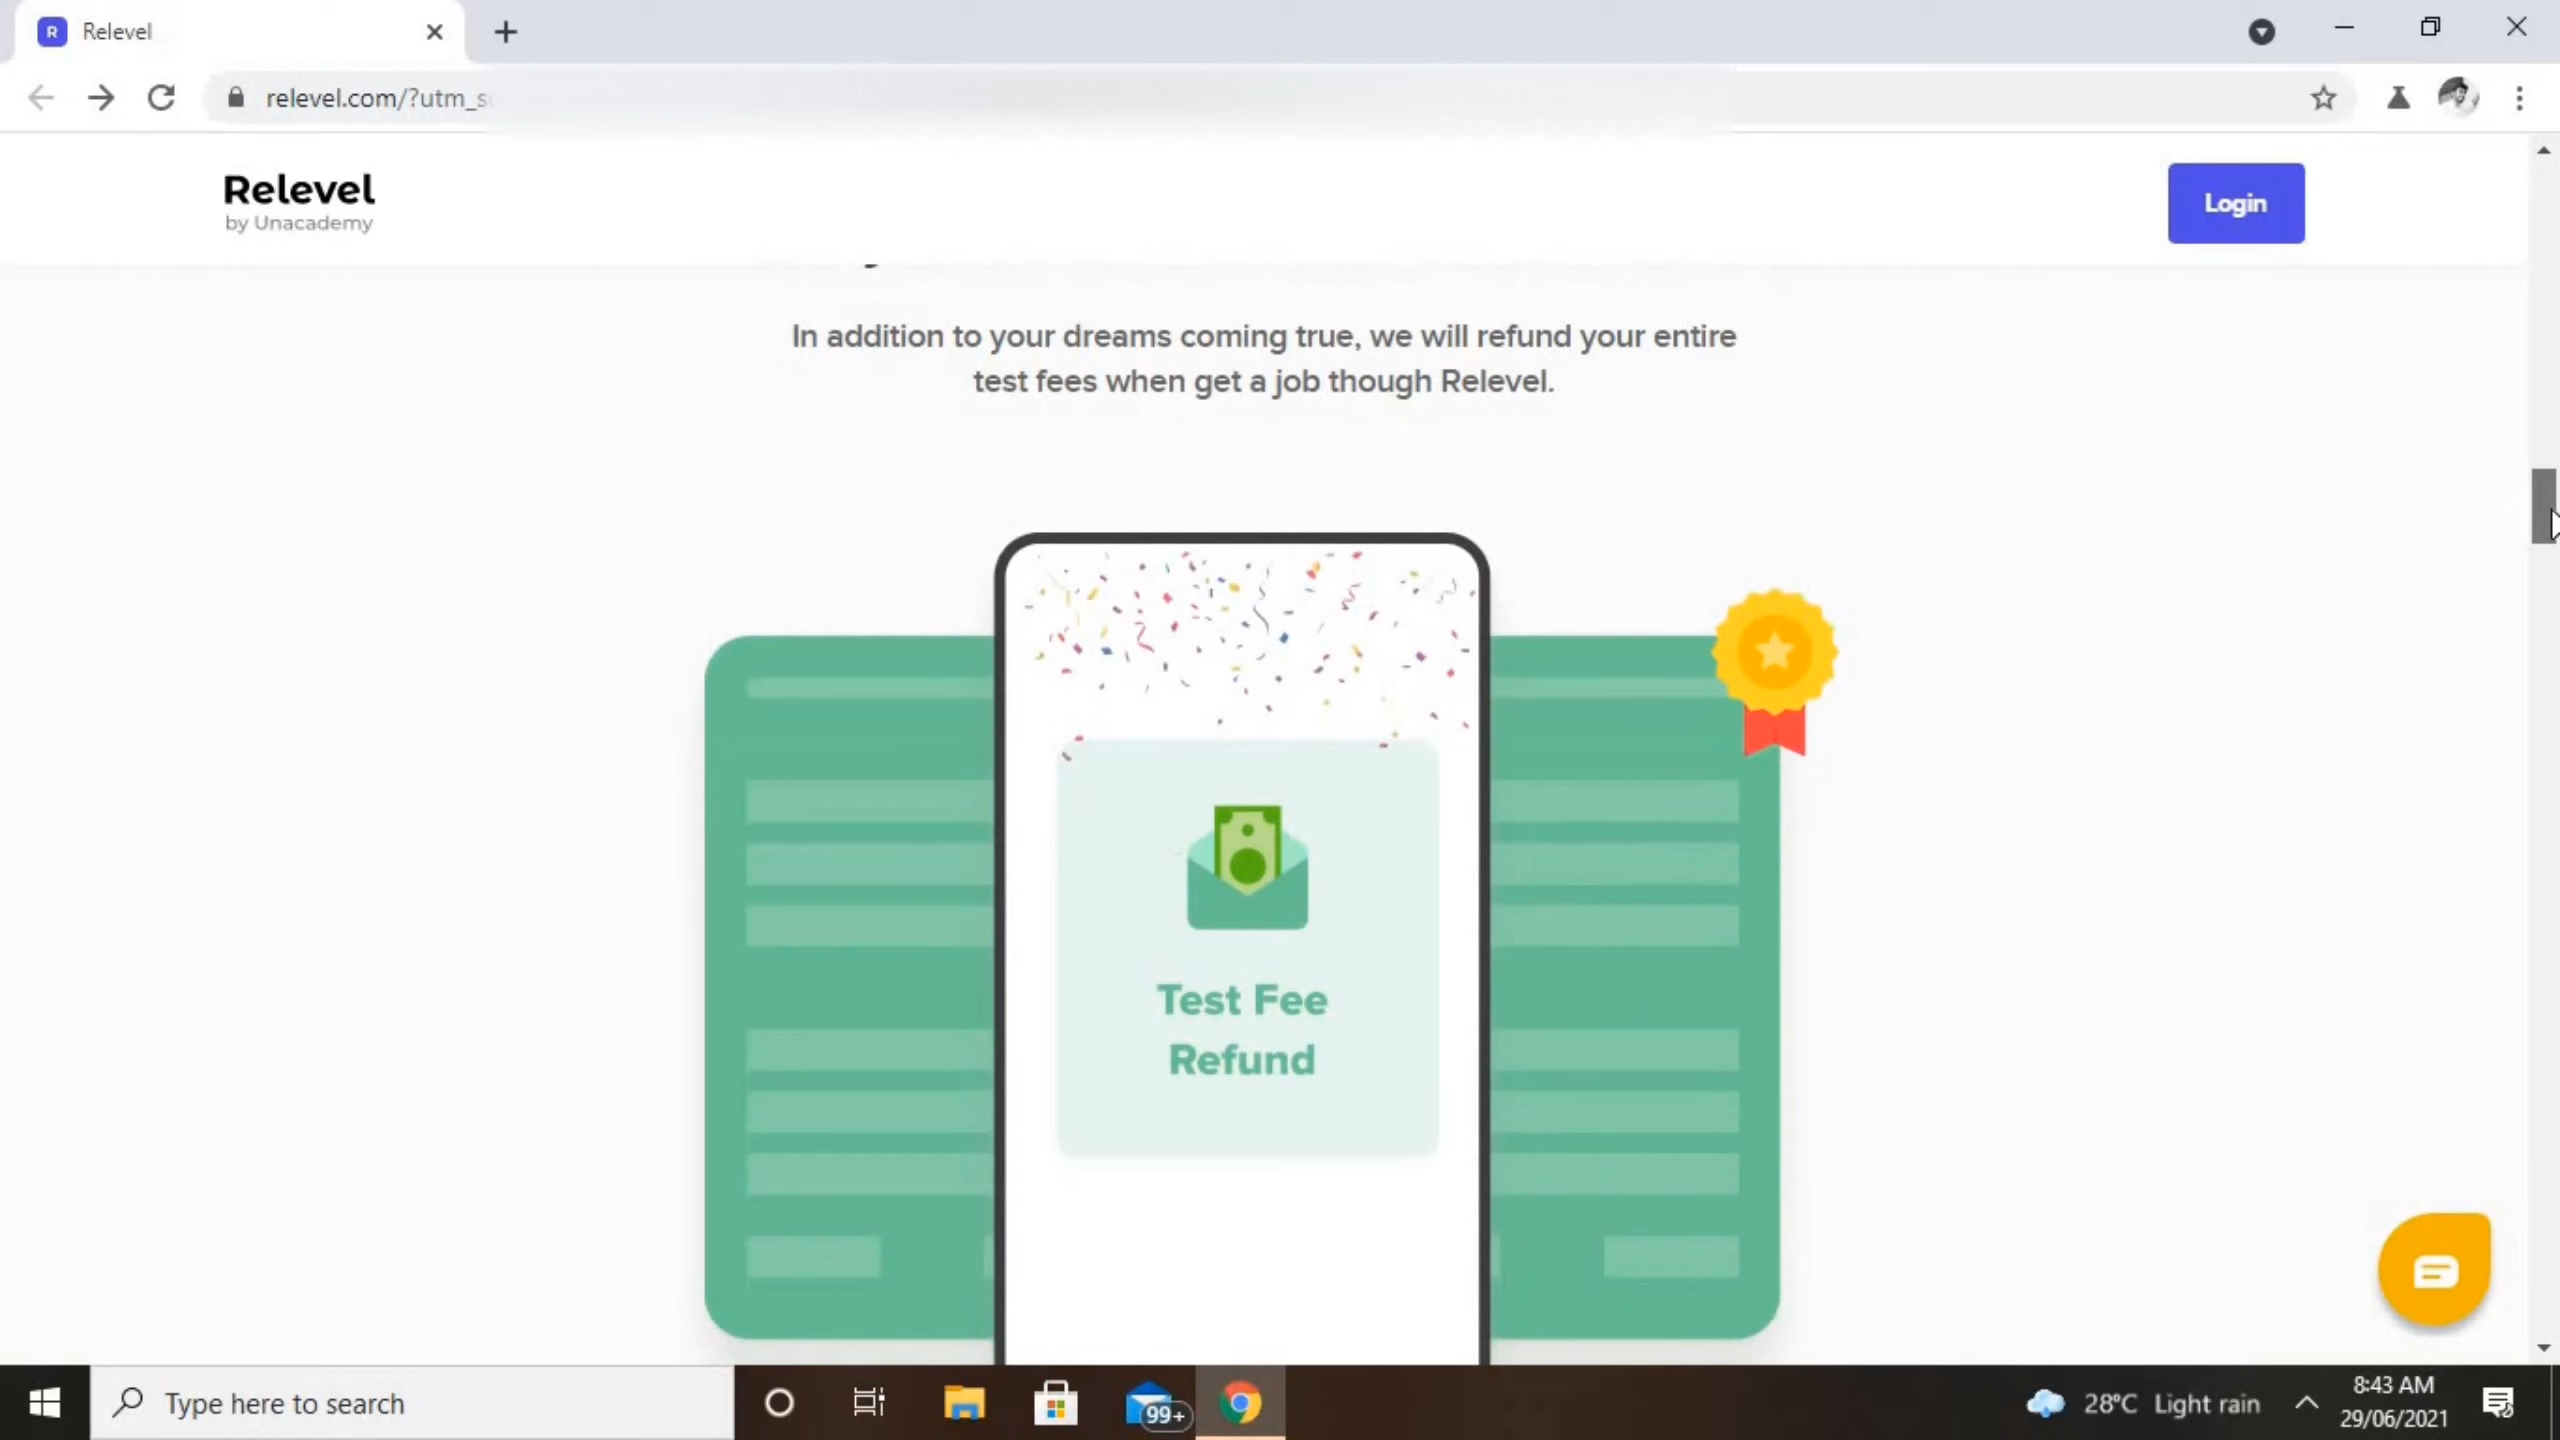 R Relevel
relevel.com/?utm_s
Relevel
by Unacademy
Login
In addition to your dreams coming true, we will refund your entire
test fees when get a job though Relevel.
Test Fee
Refund
Type here to search
99+
28°C Light rain
8:43 AM
29/06/2021